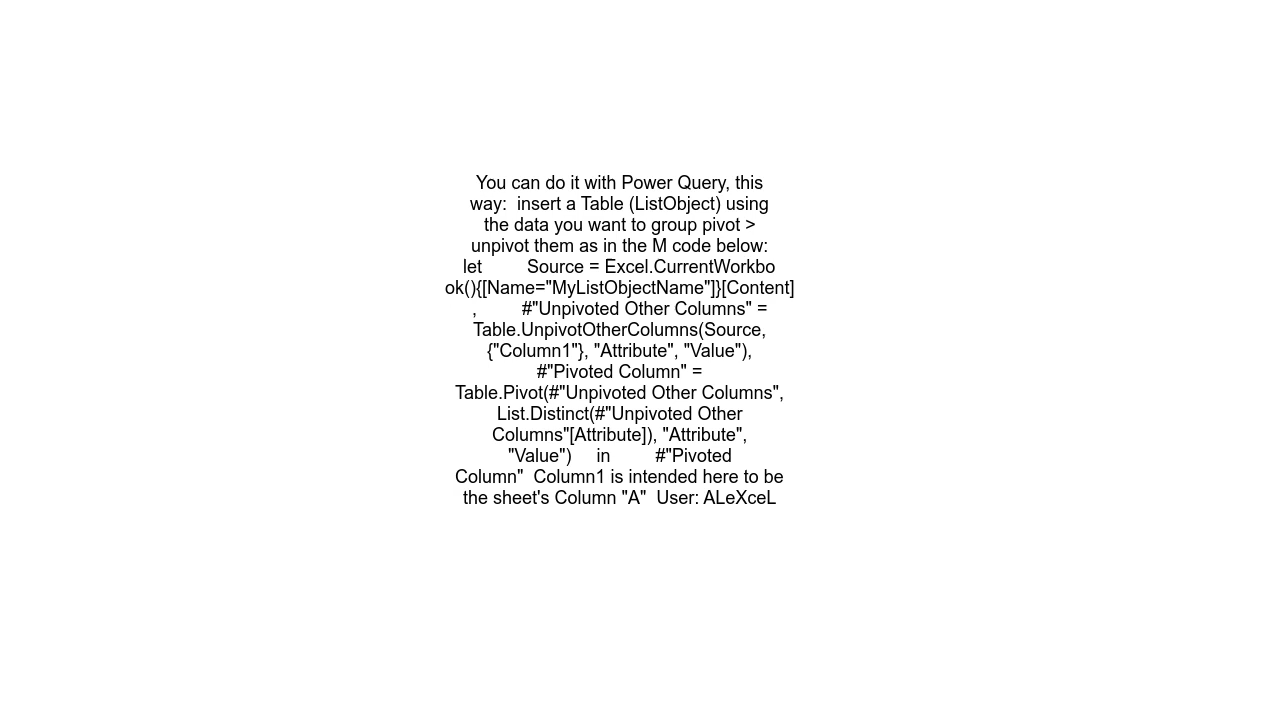 You can do it with Power Query, this
way:  insert a Table (ListObject) using
the data you want to group pivot >
unpivot them as in the M code below:
let         Source = Excel.CurrentWorkbo
ok(){[Name="MyListObjectName"]}[Content]
,         #"Unpivoted Other Columns" =
Table.UnpivotOtherColumns(Source,
{"Column1"}, "Attribute", "Value"),
#"Pivoted Column" =
Table.Pivot(#"Unpivoted Other Columns",
List.Distinct(#"Unpivoted Other
Columns"[Attribute]), "Attribute",
"Value")     in         #"Pivoted
Column"  Column1 is intended here to be
the sheet's Column "A"  User: ALeXceL